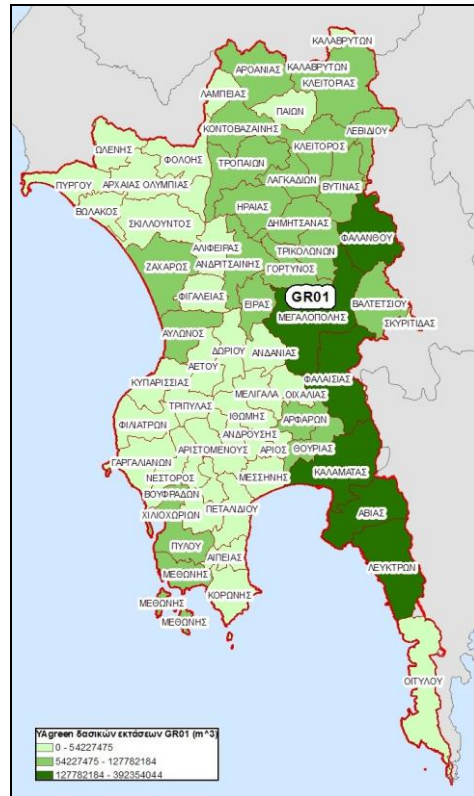 ΚΑΛΑΒΡΥΤΩΝ
ΑΡΟΑΝΙΑΣ
ΚΑΛΑΒΡΥΤΩΝ
ΚΛΕΙΤΟΡΙΑΣ
ΛΑΜΠΕΙΑΣ
ΠΑΙΩΝ
ΚΟΝΤΟΒΑΖΑΙΝΗΣ
ΛΕΒΙΔΙΟΥ
ΩΛΕΝΗΣ
ΚΛΕΙΤΟΡΟΣ
ΦΟΛΟΗΣ
ΤΡΟΠΑΙΩΝ
ΛΑΓΚΑΔΙΩΝ
ΠΥΡΓΟΥ
ΑΡΧΑΙΑΣ ΟΛΥΜΠΙΑΣ
ΒΥΤΙΝΑΣ
ΒΩΛΑΚΟΣ
ΗΡΑΙΑΣ
ΣΚΙΛΛΟΥΝΤΟΣ
ΔΗΜΗΤΣΑΝΑΣ
ΦΑΛΑΝΘΟΥ
ΑΛΙΦΕΙΡΑΣ
ΤΡΙΚΟΛΩΝΩΝ
ΖΑΧΑΡΩΣ
ΑΝΔΡΙΤΣΑΙΝΗΣ
ΓΟΡΤΥΝΟΣ
ΦΙΓΑΛΕΙΑΣ
GR01
ΒΑΛΤΕΤΣΙΟΥ
ΕΙΡΑΣ
ΜΕΓΑΛΟΠΟΛΗΣ
ΣΚΥΡΙΤΙΔΑΣ
ΑΥΛΩΝΟΣ
ΔΩΡΙΟΥ
ΑΝΔΑΝΙΑΣ
ΑΕΤΟΥ
ΚΥΠΑΡΙΣΣΙΑΣ
ΦΑΛΑΙΣΙΑΣ
ΜΕΛΙΓΑΛΑ
ΟΙΧΑΛΙΑΣ
ΤΡΙΠΥΛΑΣ
ΙΘΩΜΗΣ
ΑΡΦΑΡΩΝ
ΦΙΛΙΑΤΡΩΝ
ΑΝΔΡΟΥΣΗΣ
ΑΡΙΣΤΟΜΕΝΟΥΣ
ΑΡΙΟΣ
ΘΟΥΡΙΑΣ
ΓΑΡΓΑΛΙΑΝΩΝ
ΚΑΛΑΜΑΤΑΣ
ΝΕΣΤΟΡΟΣ
ΜΕΣΣΗΝΗΣ
ΒΟΥΦΡΑΔΩΝ
ΧΙΛΙΟΧΩΡΙΩΝ
ΠΕΤΑΛΙΔΙΟΥ
ΑΒΙΑΣ
ΠΥΛΟΥ
ΑΙΠΕΙΑΣ
ΛΕΥΚΤΡΩΝ
ΜΕΘΩΝΗΣ
ΚΟΡΩΝΗΣ
ΜΕΘΩΝΗΣ
ΜΕΘΩΝΗΣ
ΟΙΤΥΛΟΥ
YAgreen δασικών εκτάσεων GR01 (m^3)
0 - 54227475
54227475 - 127782184
127782184 - 392354044